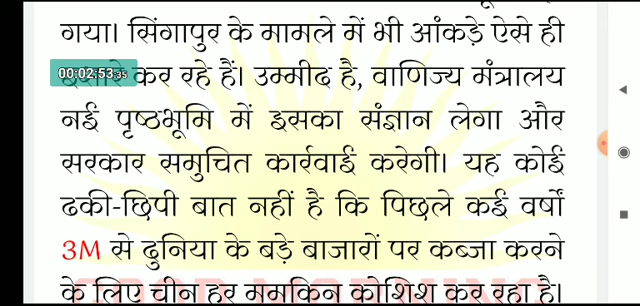 गया। सिंगापुर के मामले में भी आंकड़े ऐसे ही
00:02:53 कर रहे हैं। उम्मीद है, वाणिज्य मंत्रालय
नई पृष्ठभूमि में इसका संज्ञान लेगा और
सरकार समुचित कार्रवाई करेगी। यह कोई
ढकी-छिपी बात नहीं है कि पिछले कई वर्षों
3M से दुनिया के बड़े बाजारों पर कब्जा करने
के लिए चीन हर मुमकिन कोशिश कर रहा है।